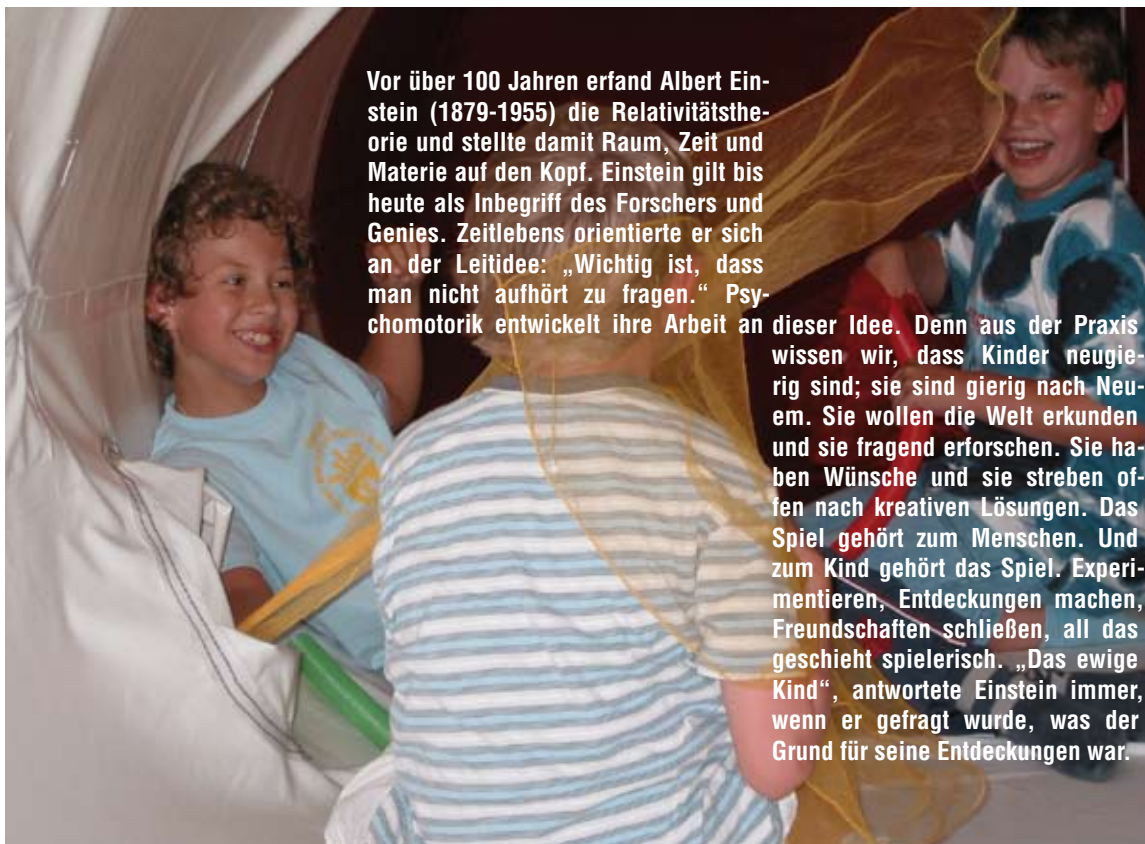 Vor über 100 Jahren erfand Albert Ein-
stein (1879-1955) die Relativitätsthe-
orie und stellte damit Raum, Zeit und
Materie auf den Kopf. Einstein gilt bis
heute als Inbegriff des Forschers und
Genies. Zeitlebens orientierte er sich
an der Leitidee: „Wichtig ist, dass
man nicht aufhört zu fragen.“ Psy-
chomotorik entwickelt ihre Arbeit an
dieser Idee. Denn aus der Praxis
wissen wir, dass Kinder neugie-
rig sind; sie sind gierig nach Neu-
em. Sie wollen die Welt erkunden
und sie fragend erforschen. Sie ha-
ben Wünsche und sie streben of-
fen nach kreativen Lösungen. Das
Spiel gehört zum Menschen. Und
zum Kind gehört das Spiel. Experi-
mentieren, Entdeckungen machen,
Freundschaften schließen, all das
geschieht spielerisch. „Das ewige
Kind“, antwortete Einstein immer,
wenn er gefragt wurde, was der
Grund für seine Entdeckungen war.